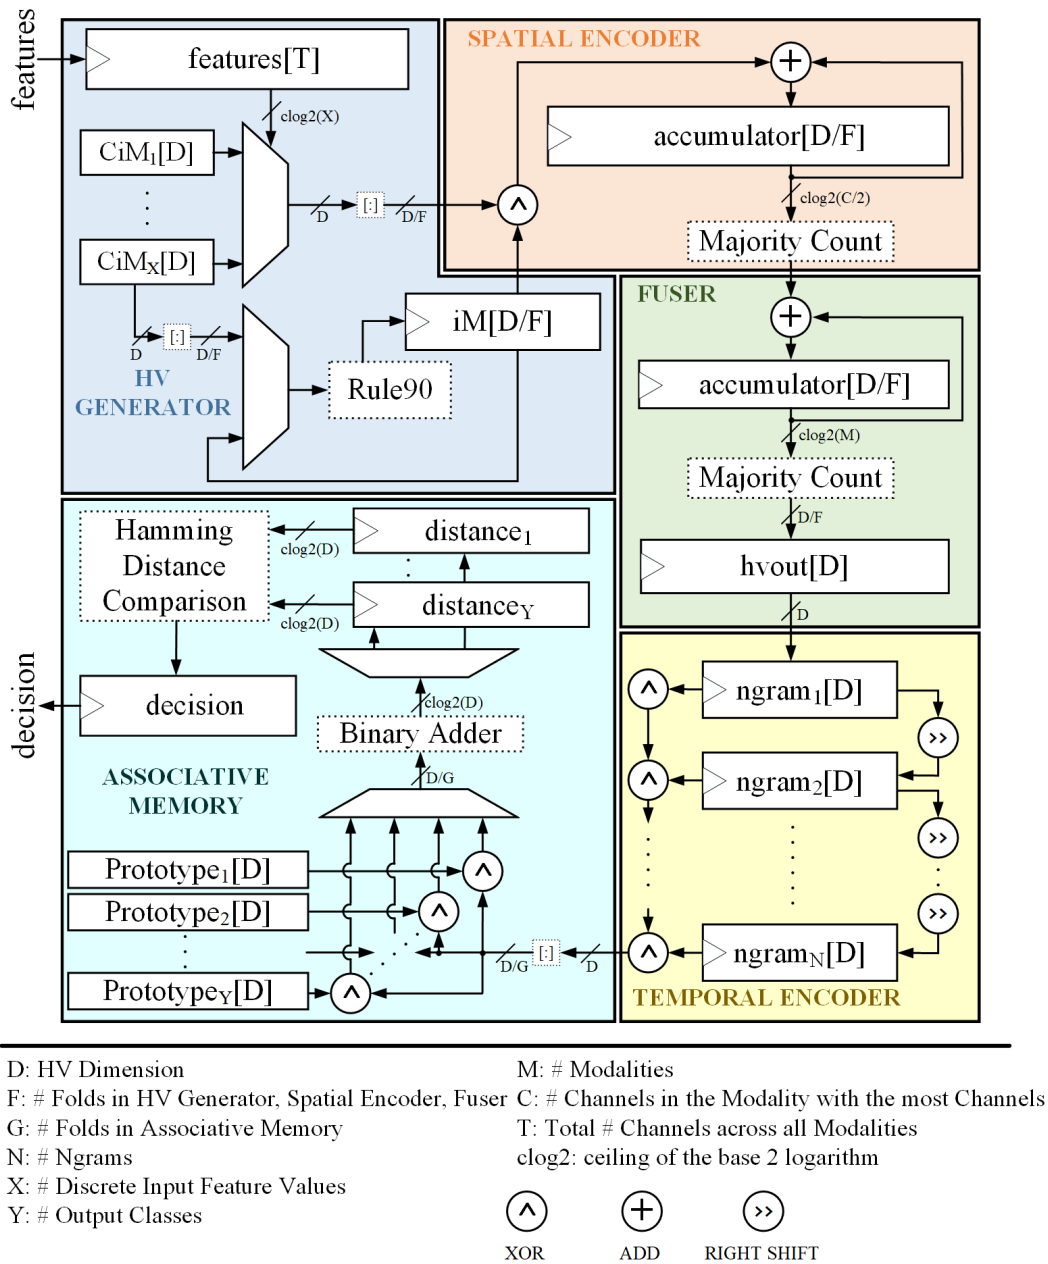 features
features[T]
clog2(X)
CiM1[D]
CiMX[D]
D
[:]
D/F
D
[:]
D/F
HV
GENERATOR
Rule90
iM[D/F]
SPATIAL ENCODER
+
accumulator[D/F]
clog2(C/2)
^
Majority Count
FUSER
+
accumulator[D/F]
clog2(M)
Majority Count
D/F
hvout[D]
D
Hamming
Distance
Comparison
clog2(D)
distance1
clog2(D)
distanceY
decision
decision
clog2(D)
Binary Adder
D/G
ASSOCIATIVE
MEMORY
Prototype1[D]
^
Prototype2[D]
^
PrototypeY[D]
^
D/G
[:]
D
^
ngram1[D]
>>
^
ngram2[D]
>>
>>
^
ngramN[D]
TEMPORAL ENCODER
D: HV Dimension
F: # Folds in HV Generator, Spatial Encoder, Fuser
G: # Folds in Associative Memory
N: # Ngrams
X: # Discrete Input Feature Values
Y: # Output Classes
M: # Modalities
C: # Channels in the Modality with the most Channels
T: Total # Channels across all Modalities
clog2: ceiling of the base 2 logarithm
^
+
>>
XOR
ADD
RIGHT SHIFT